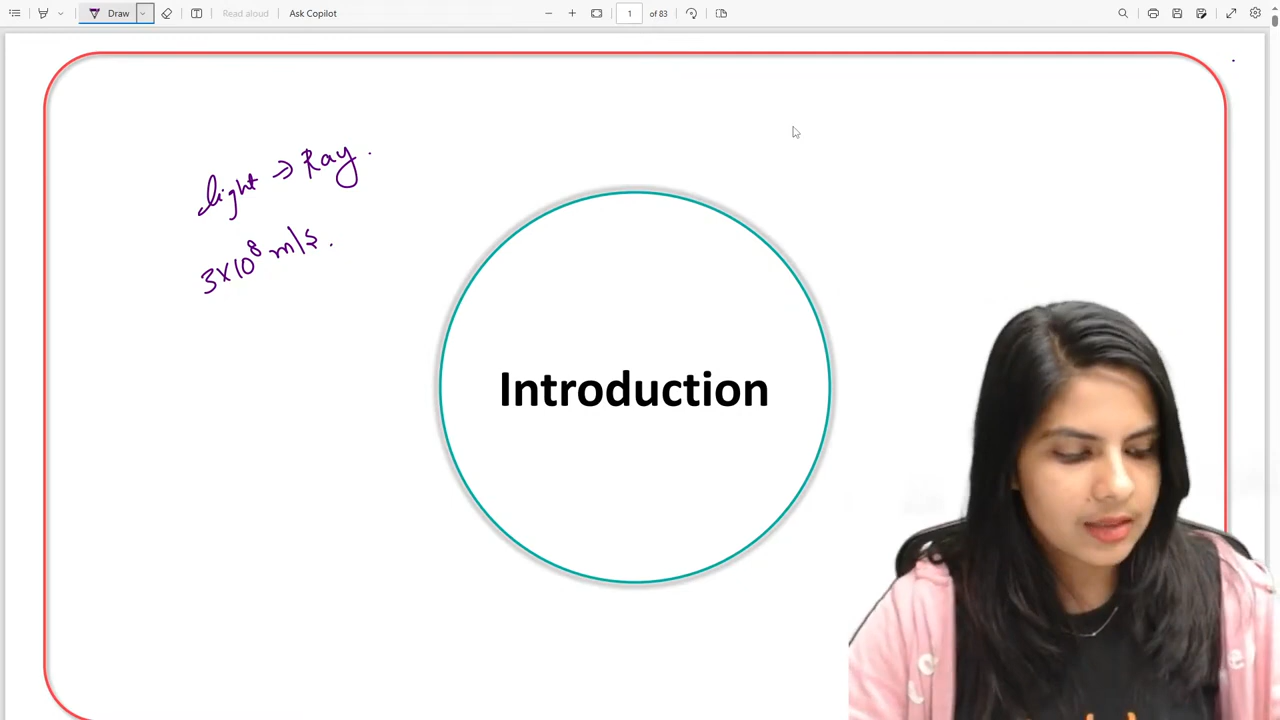 Draw
Read aloud
Ask Copilot
1
of 83
light → Ray.
3×10⁸ m/s.
Introduction